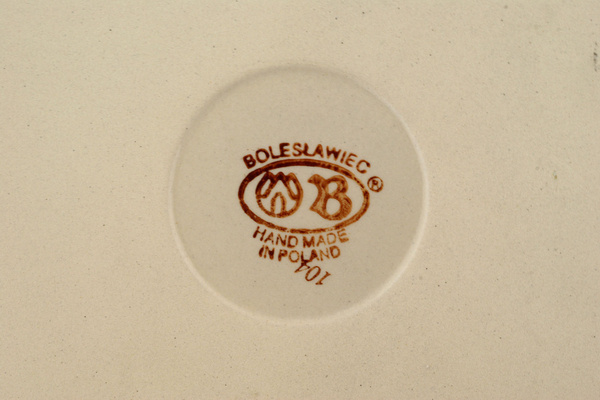 BOLESŁAWIEC ®
B
HAND MADE
IN POLAND
104